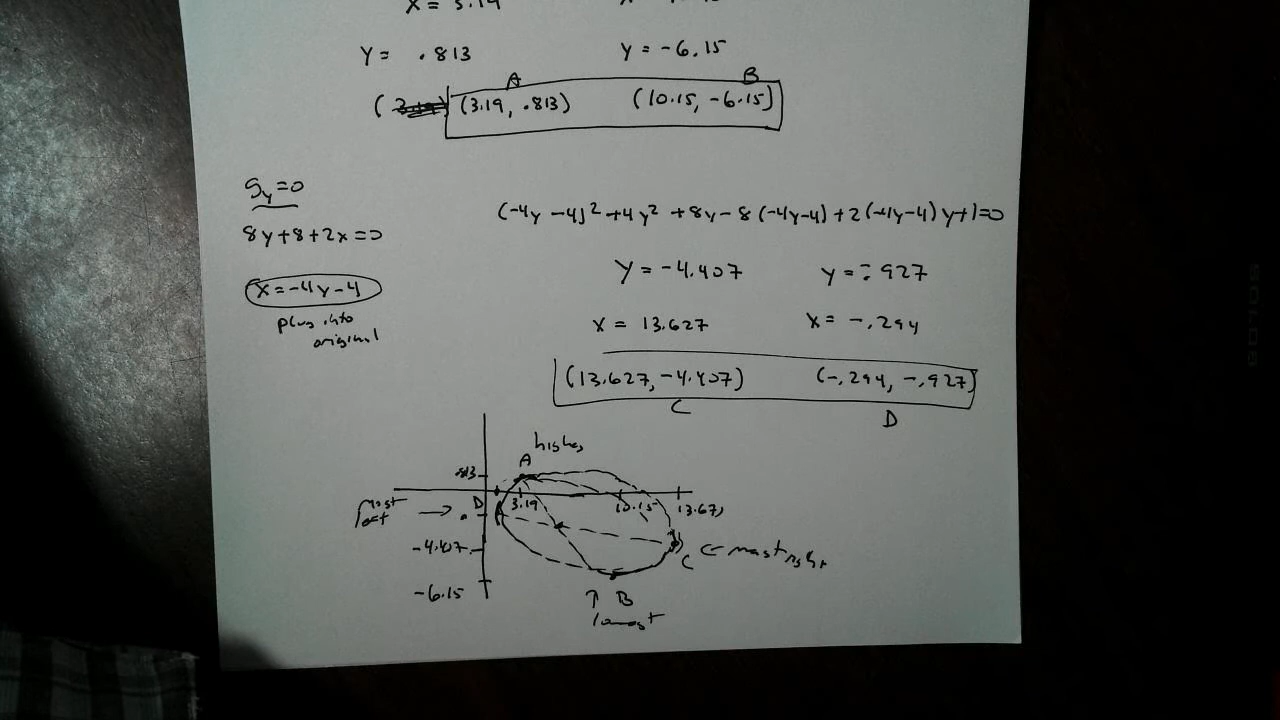 x = 3.19
Y = .813 Y = -6.15
A B
(3.19, .813) (10.15, -6.15)
Sy=0
(-4y-4)² +4y² +8y-8(-4y-4)+2(-4y-4)y+1=0
8y+8+2x=0
Y = -4.407 y = -.927
x=-4y-4
plug into
original
x = 13.627 x = -.294
(13.627, -4.407) (-.294, -.927)
C D
highest
A
.813
D 3.19 10.15 13.67
most
left
-4.407
C ← most right
-6.15
↑ B
lowest